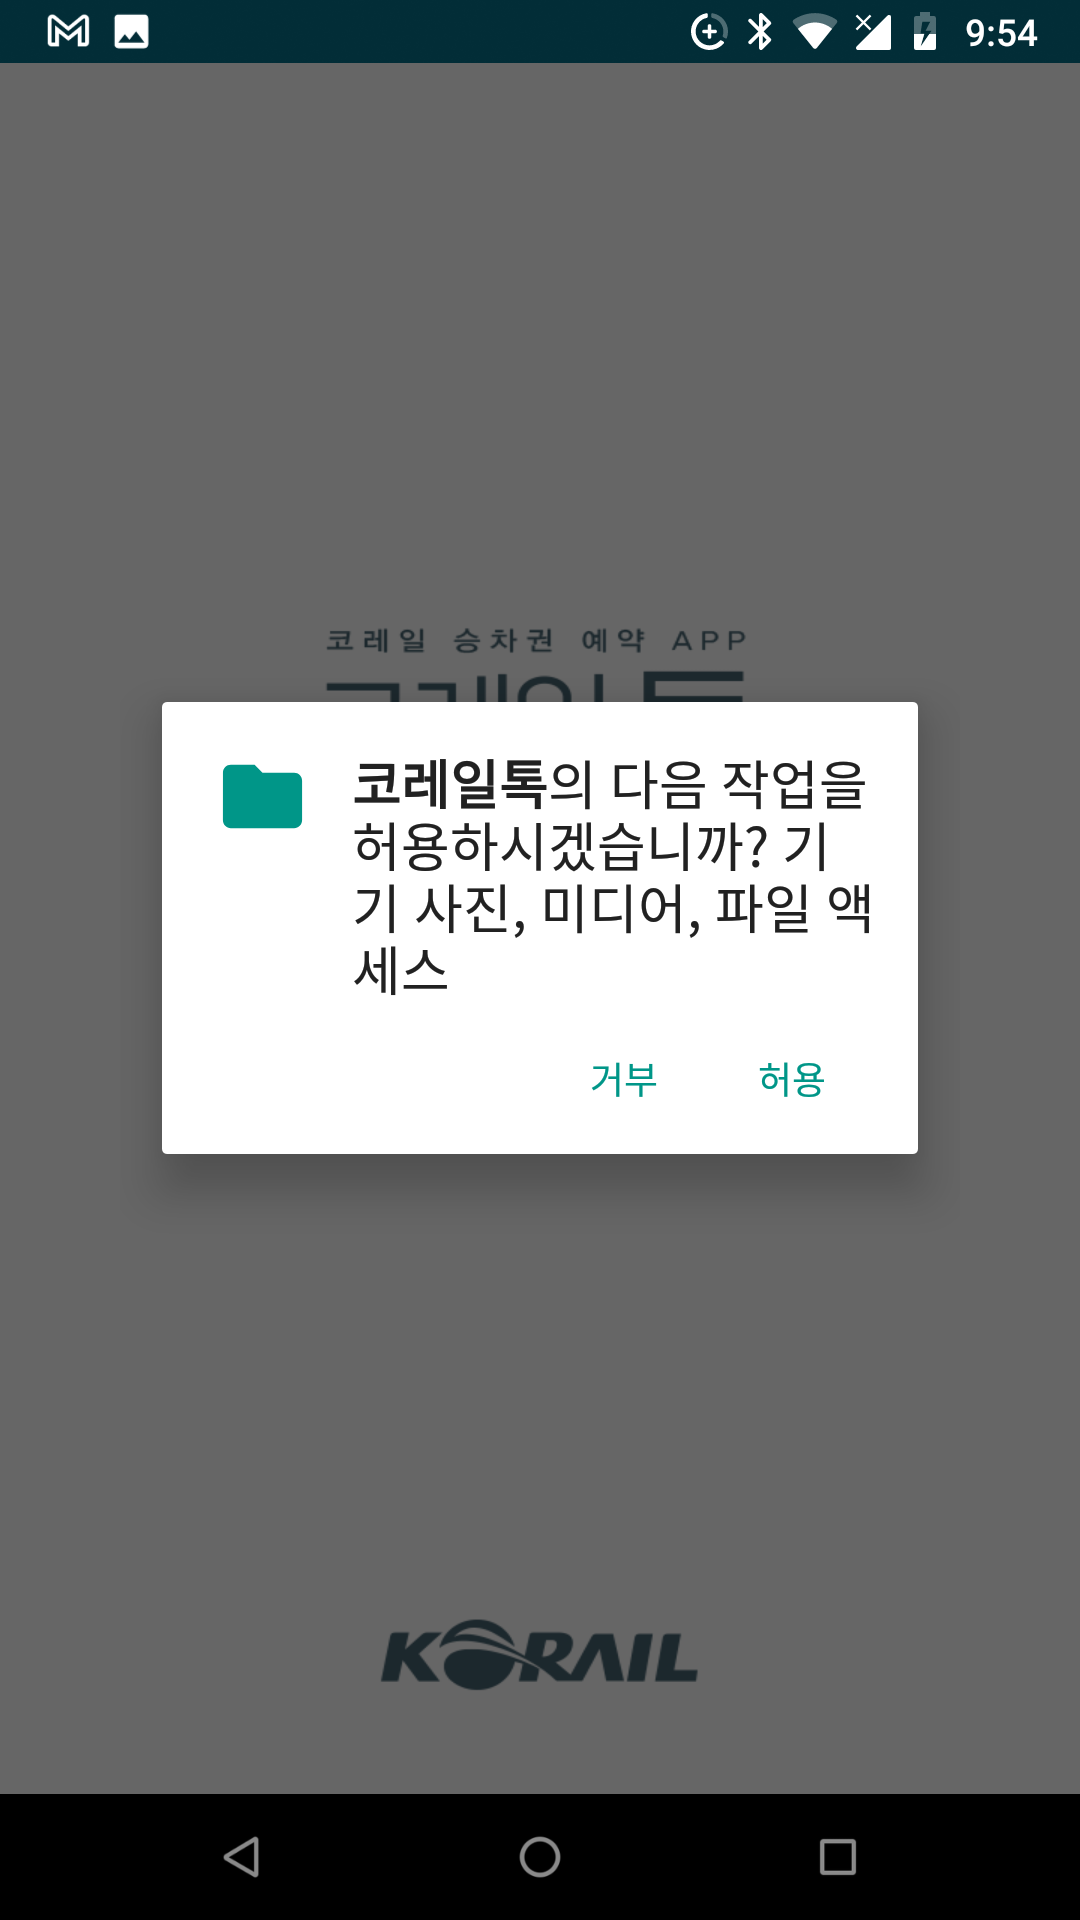 9:54
코레일 승차권 예약 APP
코레일톡의 다음 작업을
허용하시겠습니까? 기
기 사진, 미디어, 파일 액
세스
거부
허용
KORAIL